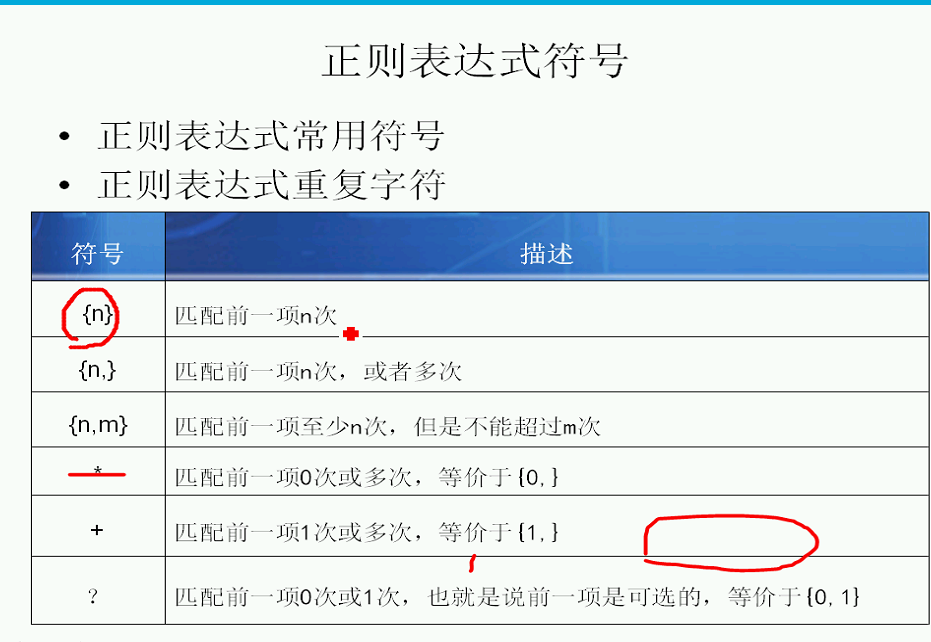 正则表达式符号
• 正则表达式常用符号
• 正则表达式重复字符
符号 描述
{n} 匹配前一项n次
{n,} 匹配前一项n次，或者多次
{n,m} 匹配前一项至少n次，但是不能超过m次
* 匹配前一项0次或多次，等价于{0,}
+ 匹配前一项1次或多次，等价于{1,}
? 匹配前一项0次或1次，也就是说前一项是可选的，等价于{0,1}